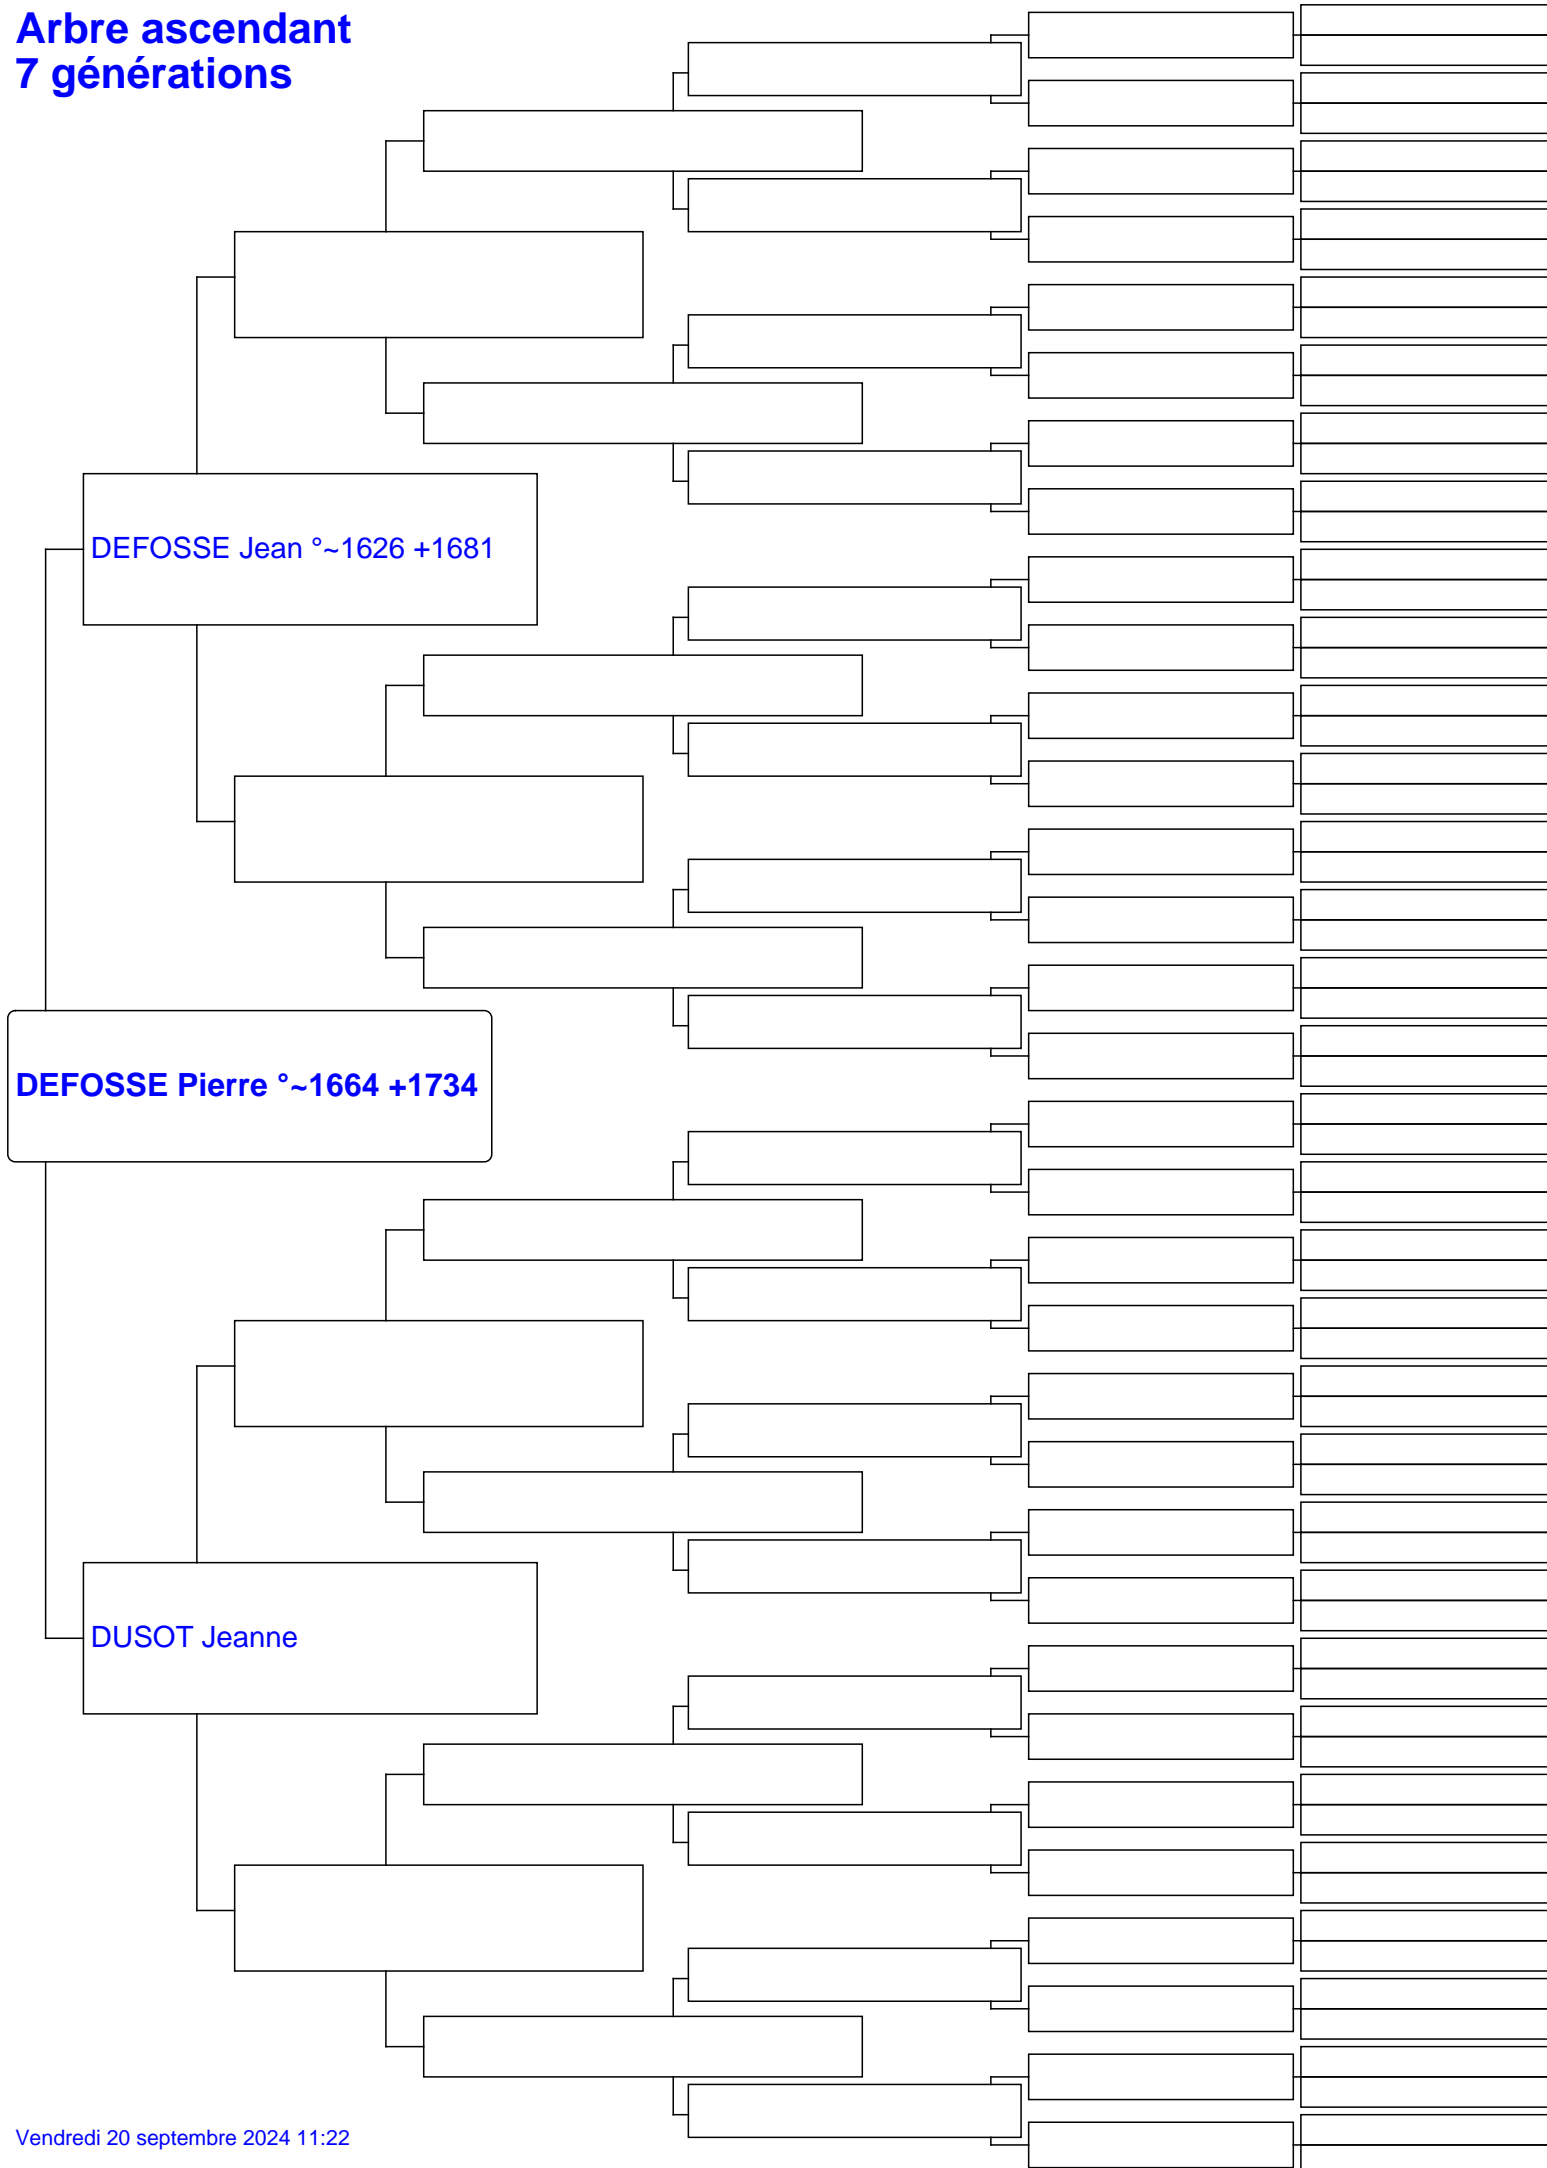 Arbre ascendant
7 générations
DEFOSSE Jean °~1626 +1681
DEFOSSE Pierre °~1664 +1734
DUSOT Jeanne
Vendredi 20 septembre 2024 11:22